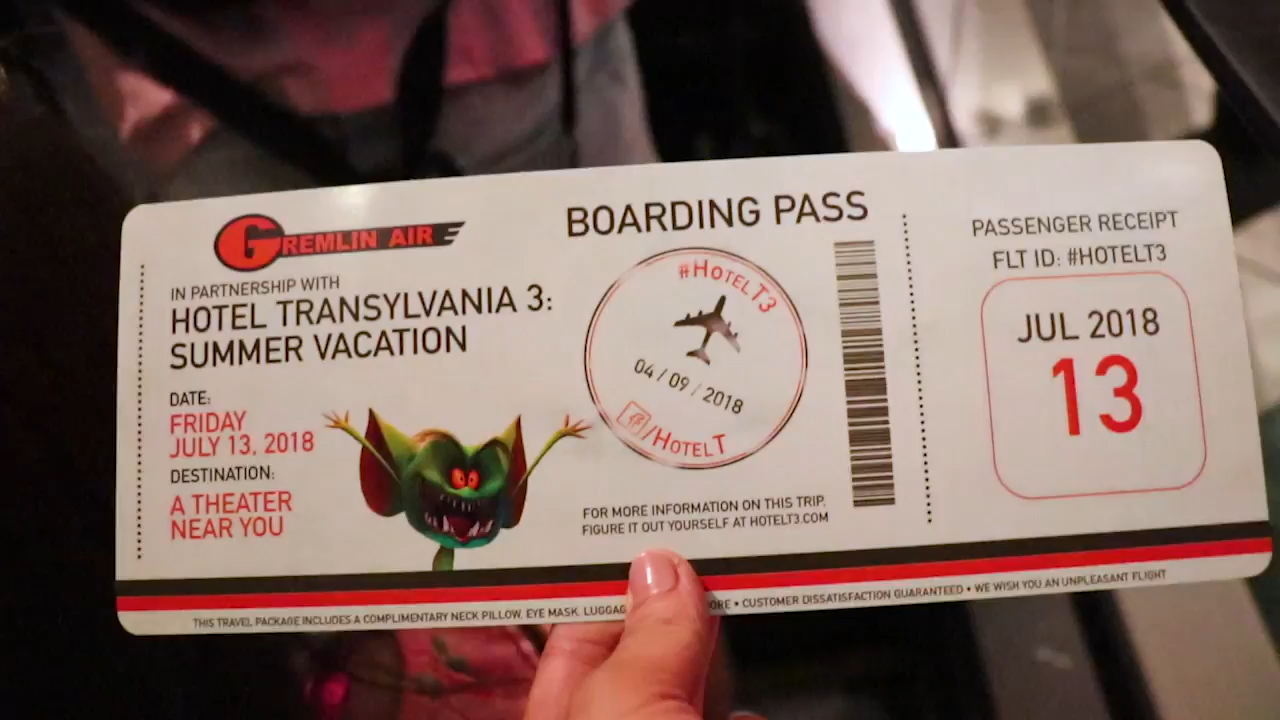 GREMLIN AIR
IN PARTNERSHIP WITH
HOTEL TRANSYLVANIA 3:
SUMMER VACATION
DATE:
FRIDAY
JULY 13, 2018
DESTINATION:
A THEATER
NEAR YOU
BOARDING PASS
#HOTELT3
04/09/2018
/HOTELT
FOR MORE INFORMATION ON THIS TRIP,
FIGURE IT OUT YOURSELF AT HOTELT3.COM
PASSENGER RECEIPT
FLT ID: #HOTELT3
JUL 2018
13
THIS TRAVEL PACKAGE INCLUDES A COMPLIMENTARY NECK PILLOW, EYE MASK, • CUSTOMER DISSATISFACTION GUARANTEED • WE WISH YOU AN UNPLEASANT FLIGHT